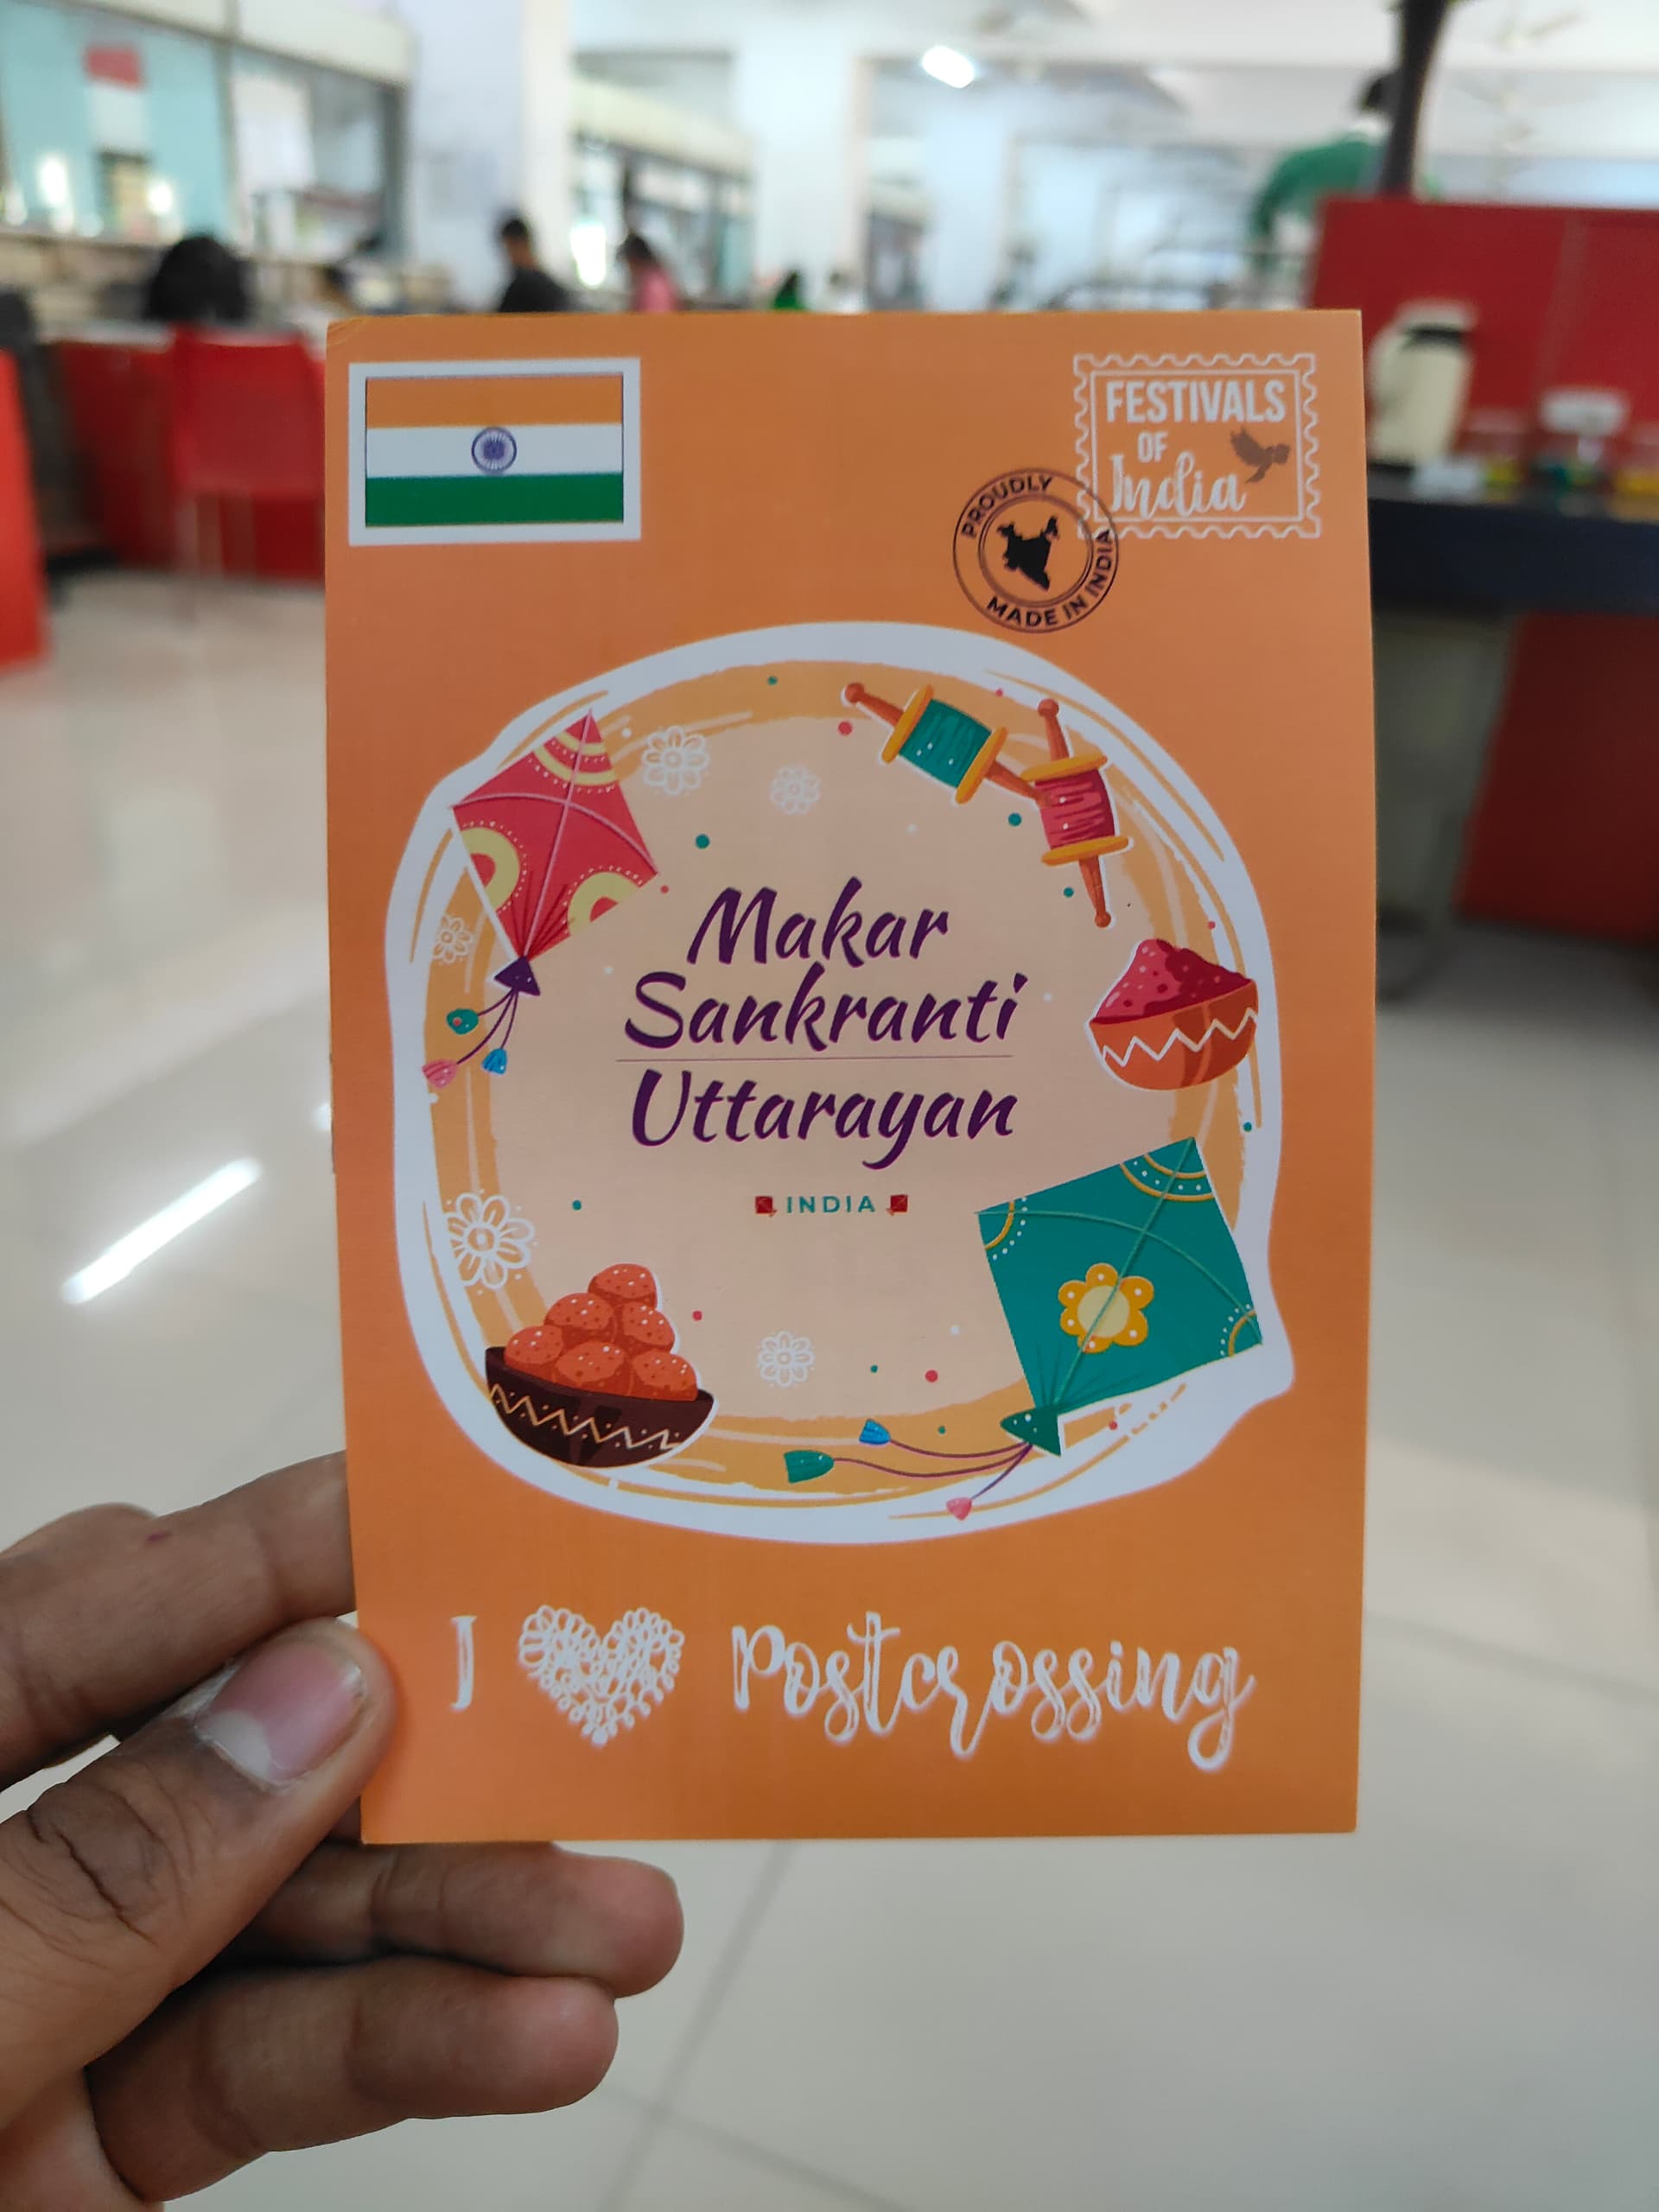 FESTIVALS
OF
India
PROUDLY
MADE IN INDIA
Makar
Sankranti
Uttarayan
INDIA
I Postcrossing